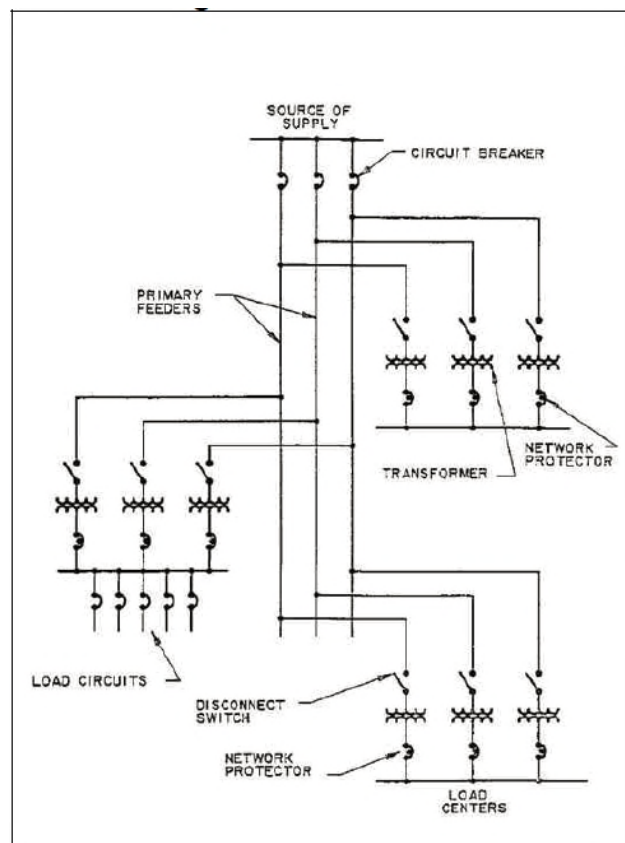 SOURCE OF
SUPPLY
CIRCUIT BREAKER
PRIMARY
FEEDERS
NETWORK
PROTECTOR
TRANSFORMER
LOAD CIRCUITS
DISCONNECT
SWITCH
NETWORK
PROTECTOR
LOAD
CENTERS